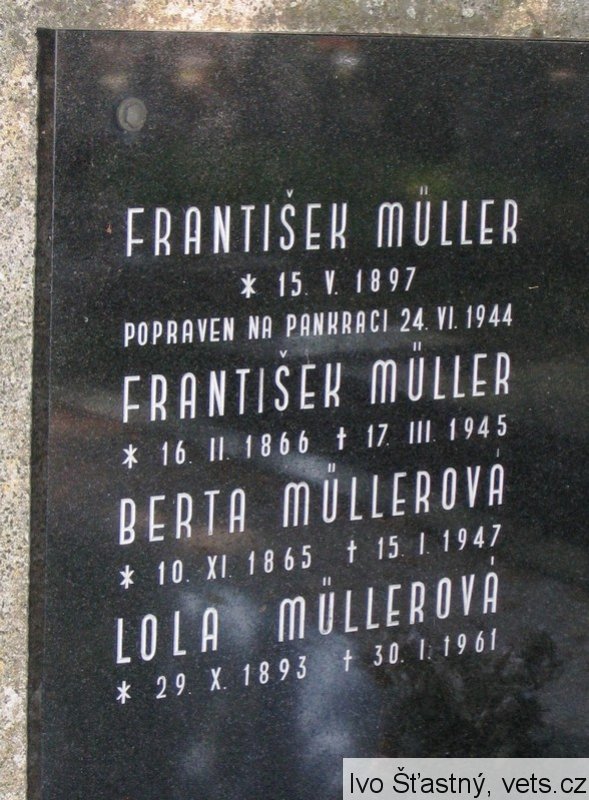 FRANTIŠEK MÜLLER
* 15. V. 1897
POPRAVEN NA PANKRACI 24. VI. 1944
FRANTIŠEK MÜLLER
* 16. II. 1866 † 17. III. 1945
BERTA MÜLLEROVÁ
* 10. XI. 1865 † 15. I. 1947
LOLA MÜLLEROVÁ
* 29. X. 1893 † 30. I. 1961
Ivo Šťastný, vets.cz